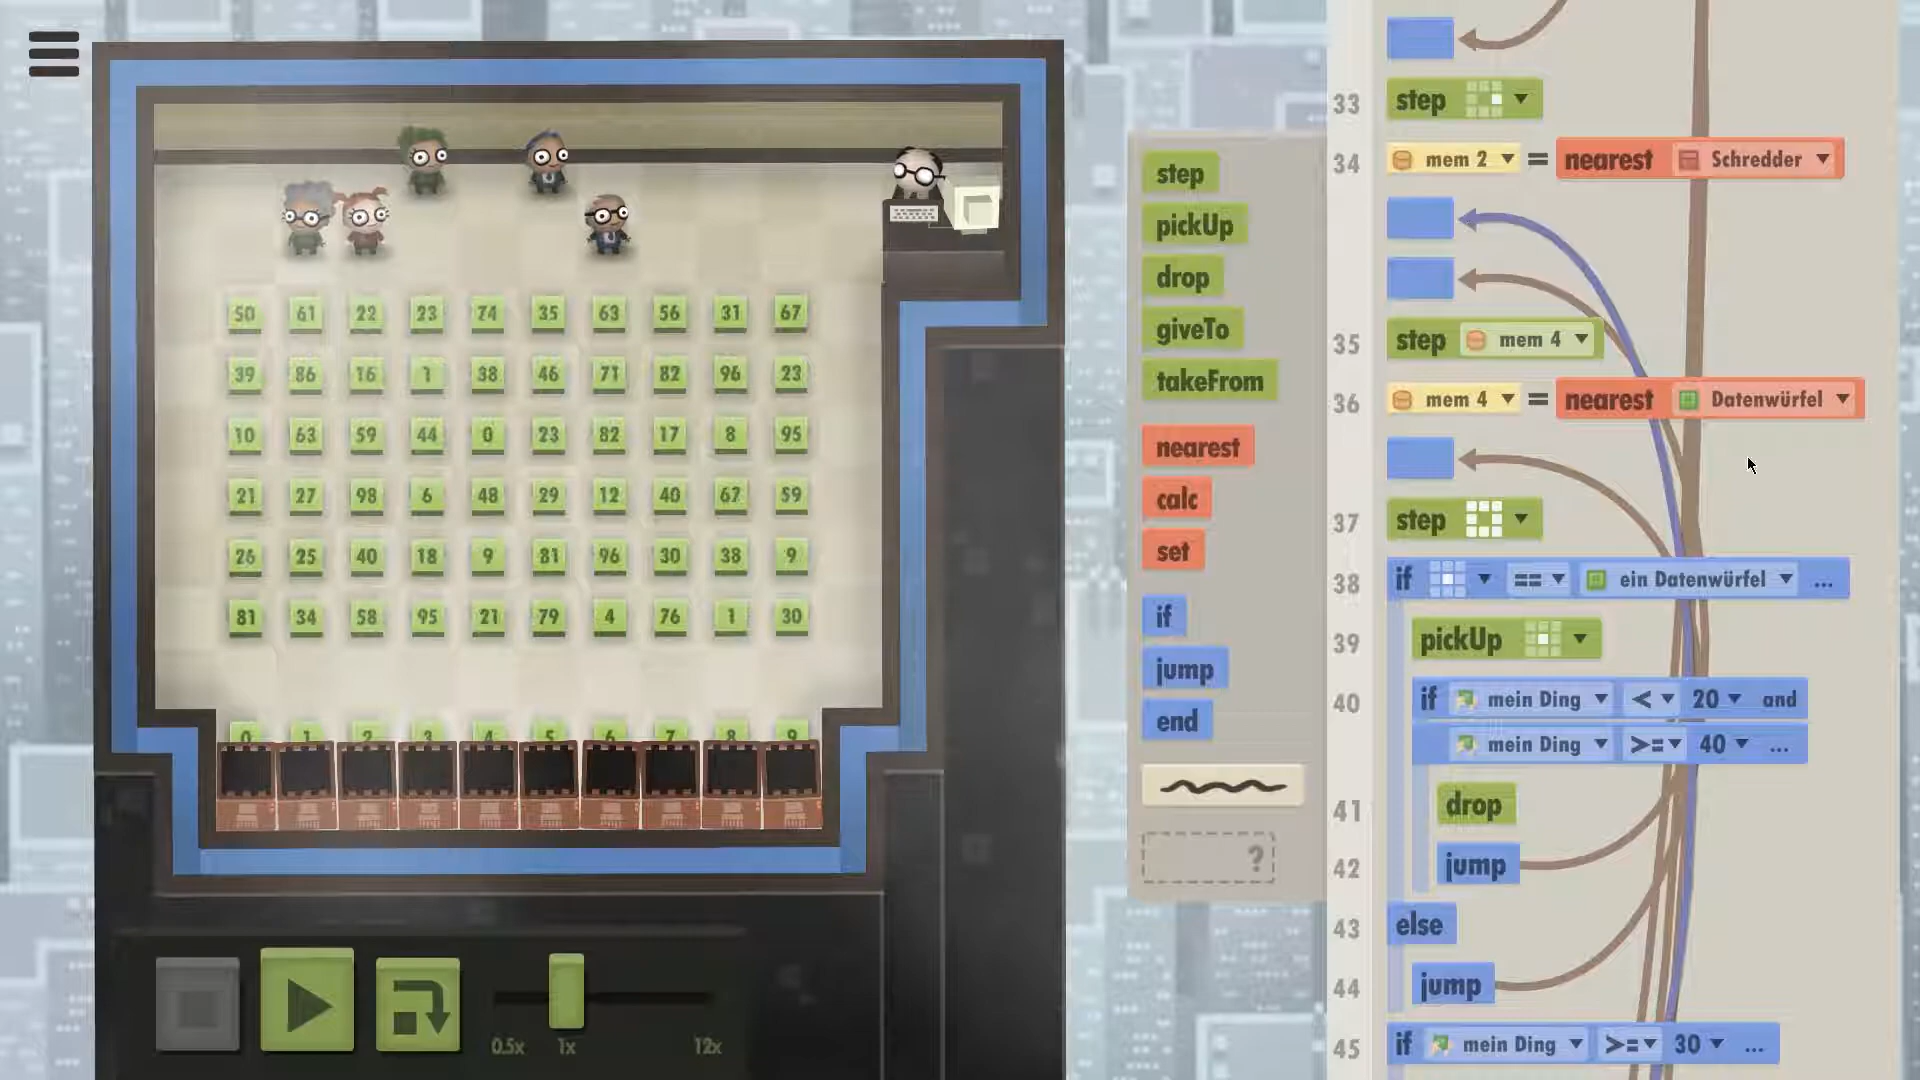 50 61 22 23 74 35 63 56 31 67
39 86 16 1 38 46 71 82 96 23
10 63 59 44 0 23 82 17 8 95
21 27 98 6 48 29 12 40 67 59
26 25 40 18 9 81 96 30 38 9
81 34 58 95 21 79 4 76 1 30
0 1 2 3 4 5 6 7 8 9
0.5x 1x 12x
step
pickUp
drop
giveTo
takeFrom
nearest
calc
set
if
jump
end
?
33 step
34 mem 2 = nearest Schredder
35 step mem 4
36 mem 4 = nearest Datenwürfel
37 step
38 if == ein Datenwürfel ...
39 pickUp
40 if mein Ding < 20 and
mein Ding >= 40 ...
41 drop
42 jump
43 else
44 jump
45 if mein Ding >= 30 ...